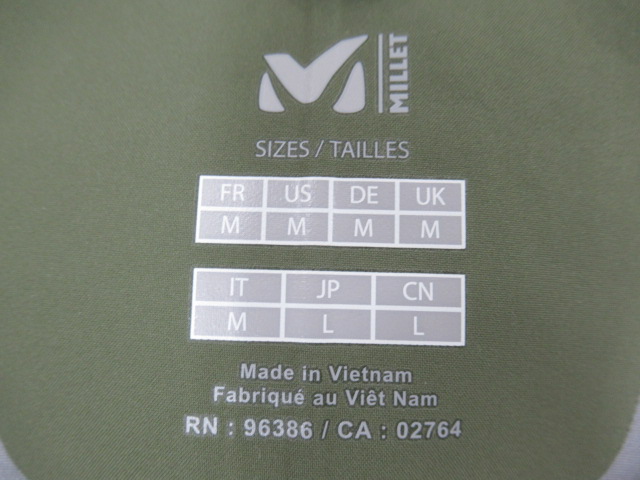 MILLET
SIZES / TAILLES
FR US DE UK
M M M M
IT JP CN
M L L
Made in Vietnam
Fabriqué au Viêt Nam
RN : 96386 / CA : 02764